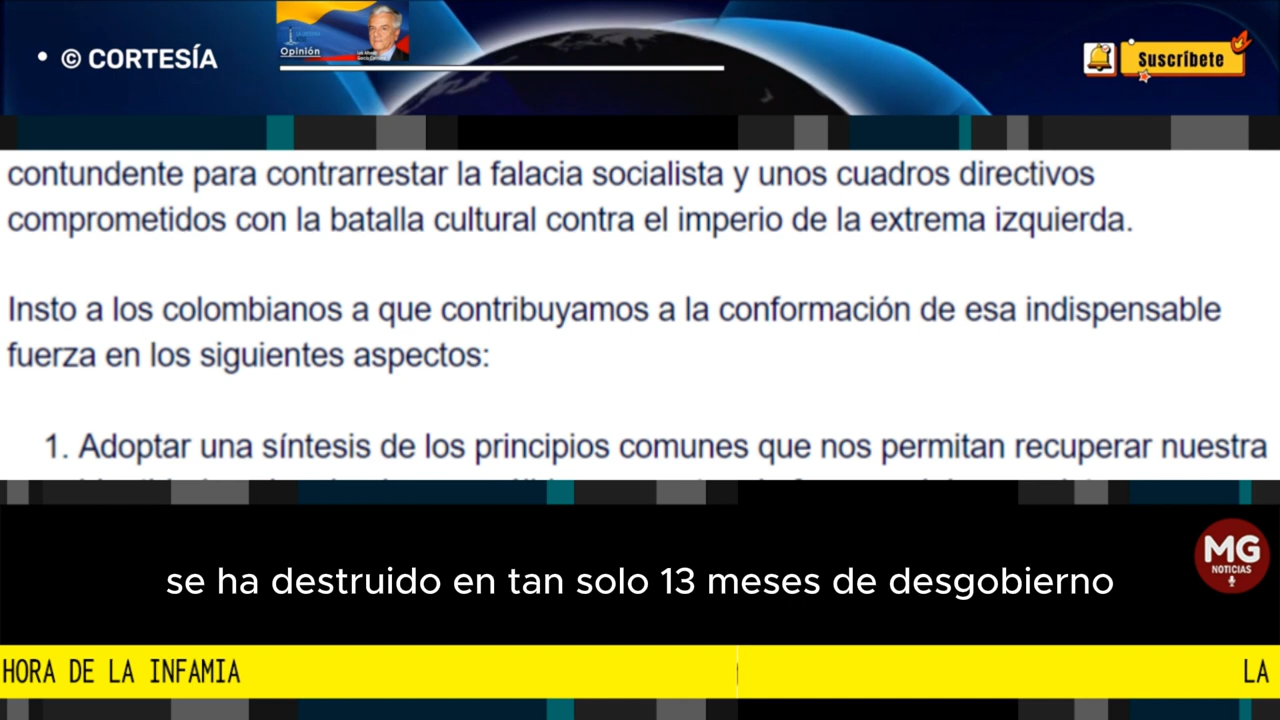 • © CORTESÍA
Opinión
Suscríbete
contundente para contrarrestar la falacia socialista y unos cuadros directivos
comprometidos con la batalla cultural contra el imperio de la extrema izquierda.
Insto a los colombianos a que contribuyamos a la conformación de esa indispensable
fuerza en los siguientes aspectos:
1. Adoptar una síntesis de los principios comunes que nos permitan recuperar nuestra
se ha destruido en tan solo 13 meses de desgobierno
MG
NOTICIAS
HORA DE LA INFAMIA
LA